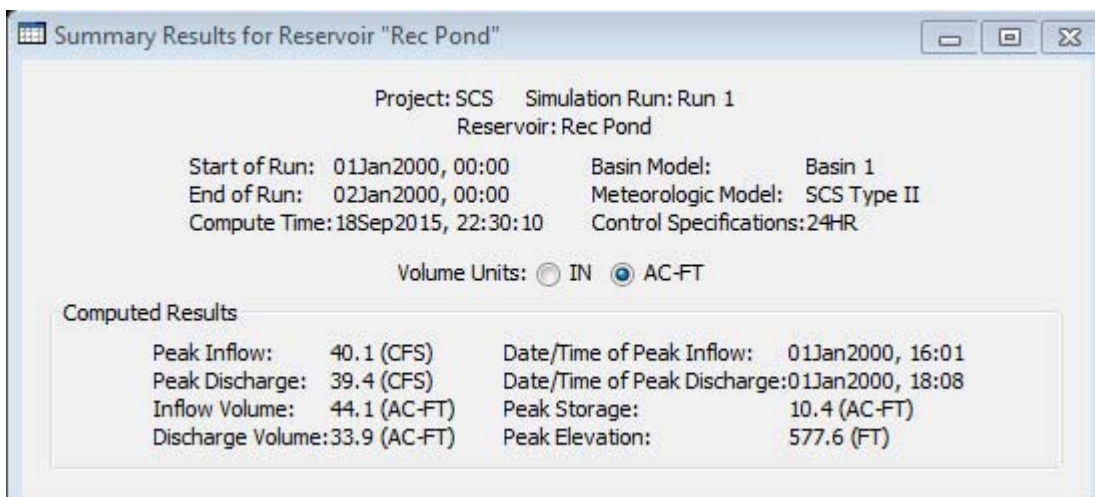 Summary Results for Reservoir "Rec Pond"
Project: SCS Simulation Run: Run 1
Reservoir: Rec Pond
Start of Run: 01Jan2000, 00:00 Basin Model: Basin 1
End of Run: 02Jan2000, 00:00 Meteorologic Model: SCS Type II
Compute Time: 18Sep2015, 22:30:10 Control Specifications: 24HR
Volume Units: IN AC-FT
Computed Results
Peak Inflow: 40.1 (CFS) Date/Time of Peak Inflow: 01Jan2000, 16:01
Peak Discharge: 39.4 (CFS) Date/Time of Peak Discharge: 01Jan2000, 18:08
Inflow Volume: 44.1 (AC-FT) Peak Storage: 10.4 (AC-FT)
Discharge Volume: 33.9 (AC-FT) Peak Elevation: 577.6 (FT)